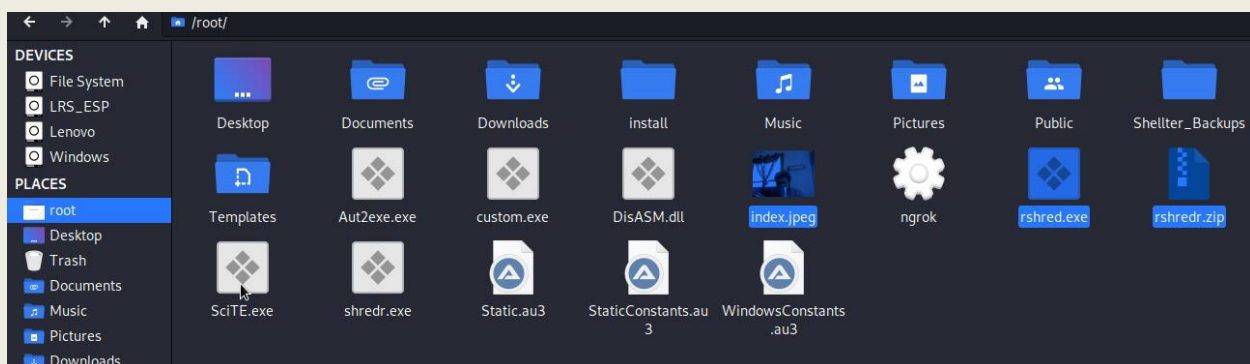 /root/
DEVICES
File System
LRS_ESP
Lenovo
Windows
PLACES
root
Desktop
Trash
Documents
Music
Pictures
Downloads
Desktop
Documents
Downloads
install
Music
Pictures
Public
Shellter_Backups
Templates
Aut2exe.exe
custom.exe
DisASM.dll
index.jpeg
ngrok
rshred.exe
rshredr.zip
SciTE.exe
shredr.exe
Static.au3
StaticConstants.au
3
WindowsConstants
.au3